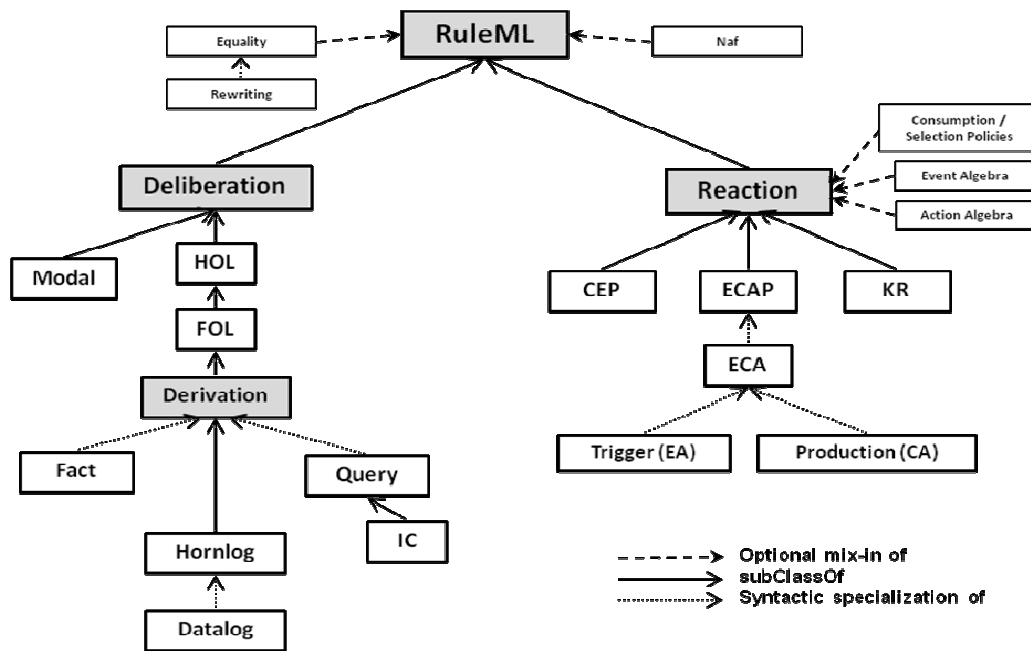 Equality
RuleML
Naf
Rewriting
Consumption /
Selection Policies
Deliberation
Reaction
Event Algebra
Action Algebra
Modal
HOL
CEP
ECAP
KR
FOL
ECA
Derivation
Trigger (EA)
Production (CA)
Fact
Query
Hornlog
IC
Optional mix-in of
subClassOf
Syntactic specialization of
Datalog